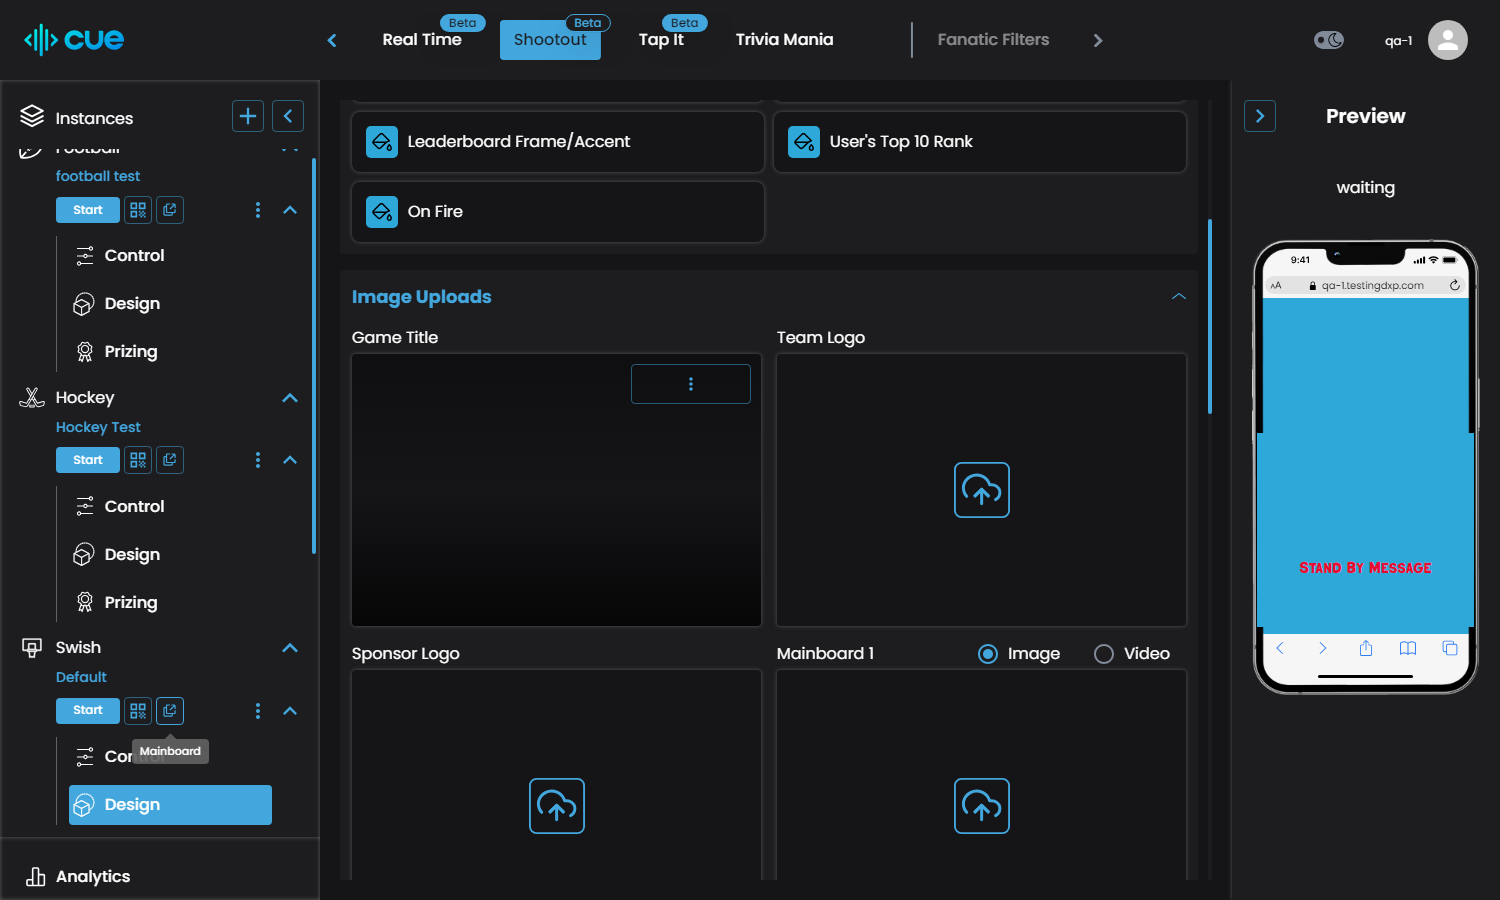 cue
Real Time
Beta
Shootout
Beta
Tap It
Beta
Trivia Mania
Fanatic Filters
qa-1
Instances
Football
football test
Start
Control
Design
Prizing
Hockey
Hockey Test
Start
Control
Design
Prizing
Swish
Default
Start
Mainboard
Control
Design
Analytics
Leaderboard Frame/Accent
User's Top 10 Rank
On Fire
Image Uploads
Game Title
Team Logo
Sponsor Logo
Mainboard 1
Image
Video
Preview
waiting
9:41
AA
qa-1.testingdxp.com
Stand By Message